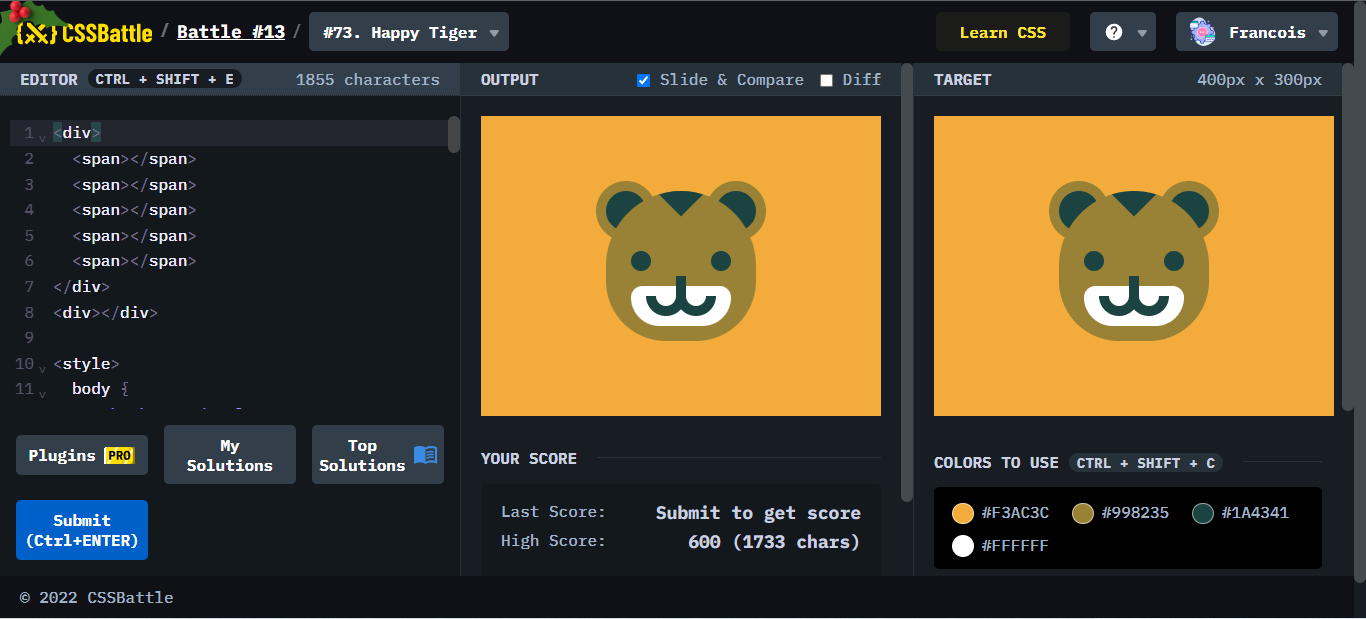 {X} CSSBattle / Battle #13 / #73. Happy Tiger ▼ Learn CSS ? ▼ Francois ▼
EDITOR CTRL + SHIFT + E 1855 characters
1 <div>
2 <span></span>
3 <span></span>
4 <span></span>
5 <span></span>
6 <span></span>
7 </div>
8 <div></div>
9
10 <style>
11 body {
Plugins PRO
My
Solutions
Top
Solutions
Submit
(Ctrl+ENTER)
OUTPUT Slide & Compare Diff
YOUR SCORE
Last Score: Submit to get score
High Score: 600 (1733 chars)
TARGET 400px x 300px
COLORS TO USE CTRL + SHIFT + C
#F3AC3C #998235 #1A4341
#FFFFFF
© 2022 CSSBattle